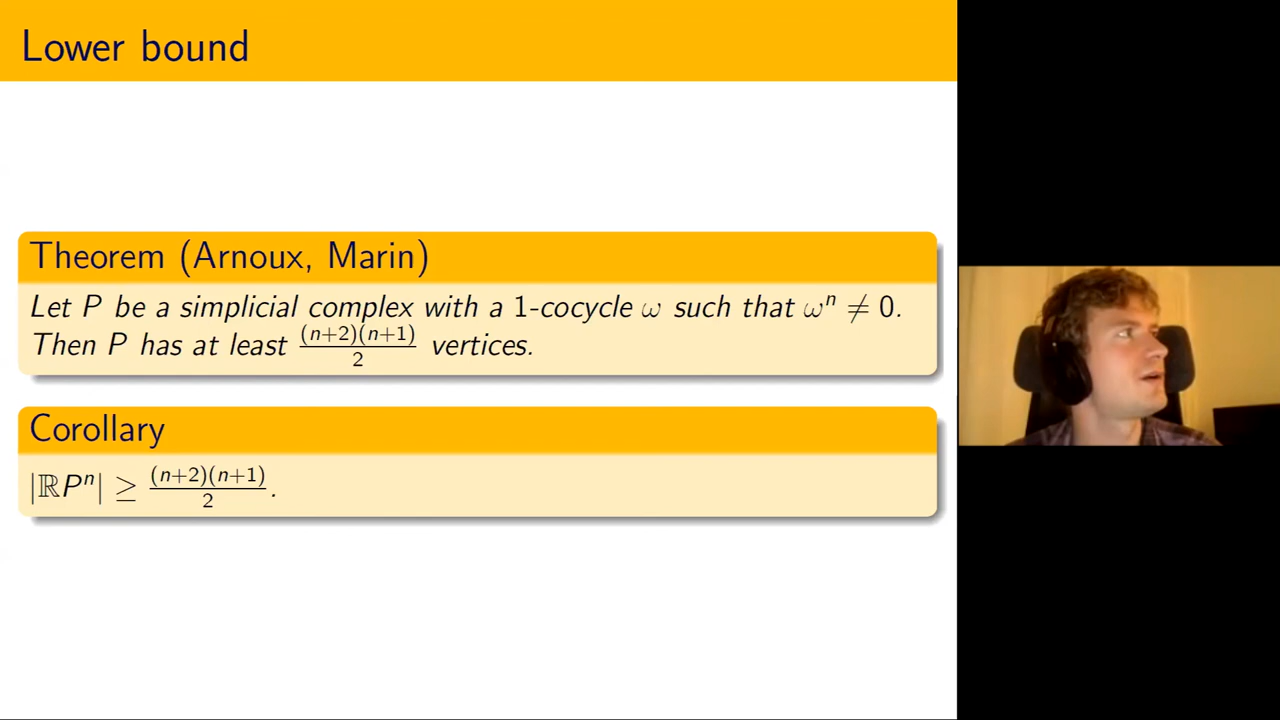 Lower bound
Theorem (Arnoux, Marin)
Let P be a simplicial complex with a 1-cocycle ω such that ωⁿ ≠ 0.
Then P has at least (n+2)(n+1)/2 vertices.
Corollary
|ℝPⁿ| ≥ (n+2)(n+1)/2.